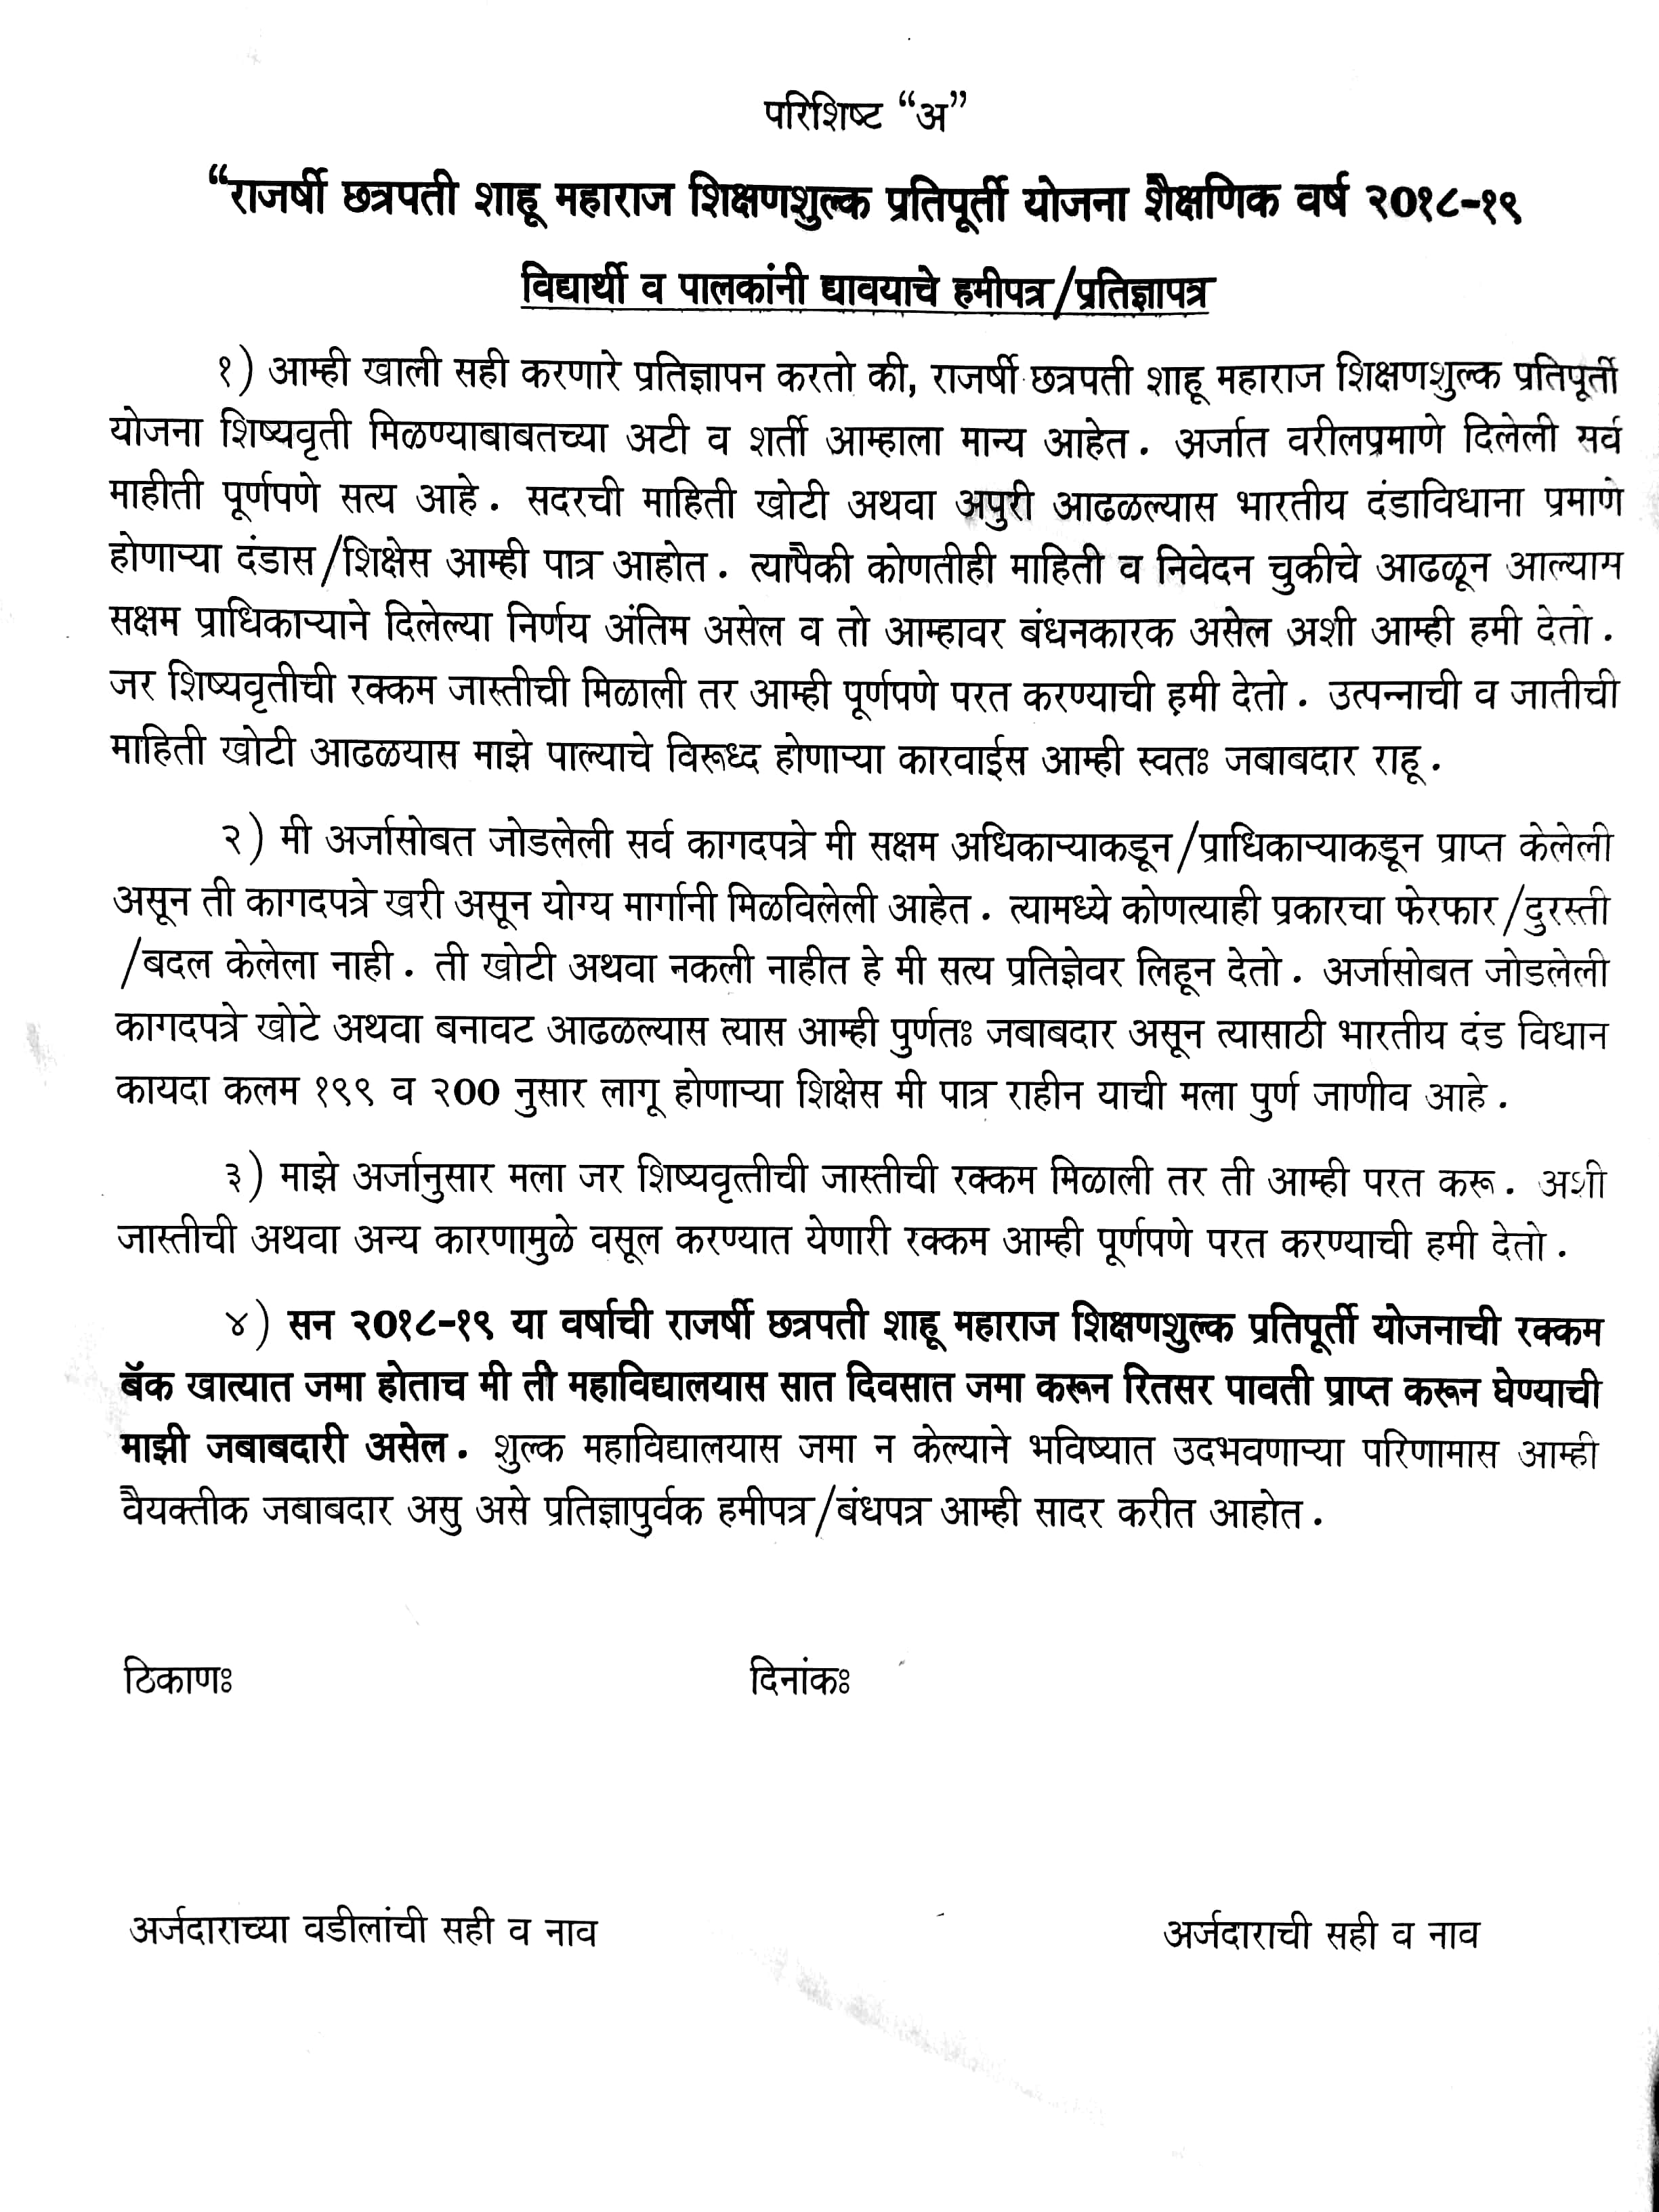 परिशिष्ट “अ”
“राजर्षी छत्रपती शाहू महाराज शिक्षणशुल्क प्रतिपूर्ती योजना शैक्षणिक वर्ष २०१८-१९
विद्यार्थी व पालकांनी द्यावयाचे हमीपत्र/प्रतिज्ञापत्र
१) आम्ही खाली सही करणारे प्रतिज्ञापन करतो की, राजर्षी छत्रपती शाहू महाराज शिक्षणशुल्क प्रतिपूर्ती
योजना शिष्यवृती मिळण्याबाबतच्या अटी व शर्ती आम्हाला मान्य आहेत. अर्जात वरीलप्रमाणे दिलेली सर्व
माहीती पूर्णपणे सत्य आहे. सदरची माहिती खोटी अथवा अपुरी आढळल्यास भारतीय दंडाविधाना प्रमाणे
होणाऱ्या दंडास/शिक्षेस आम्ही पात्र आहोत. त्यापैकी कोणतीही माहिती व निवेदन चुकीचे आढळून आल्याम
सक्षम प्राधिकाऱ्याने दिलेल्या निर्णय अंतिम असेल व तो आम्हावर बंधनकारक असेल अशी आम्ही हमी देतो.
जर शिष्यवृतीची रक्कम जास्तीची मिळाली तर आम्ही पूर्णपणे परत करण्याची हमी देतो. उत्पन्नाची व जातीची
माहिती खोटी आढळयास माझे पाल्याचे विरूध्द होणाऱ्या कारवाईस आम्ही स्वतः जबाबदार राहू.
२) मी अर्जासोबत जोडलेली सर्व कागदपत्रे मी सक्षम अधिकाऱ्याकडून/प्राधिकाऱ्याकडून प्राप्त केलेली
असून ती कागदपत्रे खरी असून योग्य मार्गानी मिळविलेली आहेत. त्यामध्ये कोणत्याही प्रकारचा फेरफार/दुरस्ती
/बदल केलेला नाही. ती खोटी अथवा नकली नाहीत हे मी सत्य प्रतिज्ञेवर लिहून देतो. अर्जासोबत जोडलेली
कागदपत्रे खोटे अथवा बनावट आढळल्यास त्यास आम्ही पुर्णतः जबाबदार असून त्यासाठी भारतीय दंड विधान
कायदा कलम १९९ व २०० नुसार लागू होणाऱ्या शिक्षेस मी पात्र राहीन याची मला पुर्ण जाणीव आहे.
३) माझे अर्जानुसार मला जर शिष्यवृत्तीची जास्तीची रक्कम मिळाली तर ती आम्ही परत करू. अशी
जास्तीची अथवा अन्य कारणामुळे वसूल करण्यात येणारी रक्कम आम्ही पूर्णपणे परत करण्याची हमी देतो.
४) सन २०१८-१९ या वर्षाची राजर्षी छत्रपती शाहू महाराज शिक्षणशुल्क प्रतिपूर्ती योजनाची रक्कम
बॅक खात्यात जमा होताच मी ती महाविद्यालयास सात दिवसात जमा करून रितसर पावती प्राप्त करून घेण्याची
माझी जबाबदारी असेल. शुल्क महाविद्यालयास जमा न केल्याने भविष्यात उदभवणाऱ्या परिणामास आम्ही
वैयक्तीक जबाबदार असु असे प्रतिज्ञापुर्वक हमीपत्र/बंधपत्र आम्ही सादर करीत आहोत.
ठिकाणः दिनांकः
अर्जदाराच्या वडीलांची सही व नाव अर्जदाराची सही व नाव